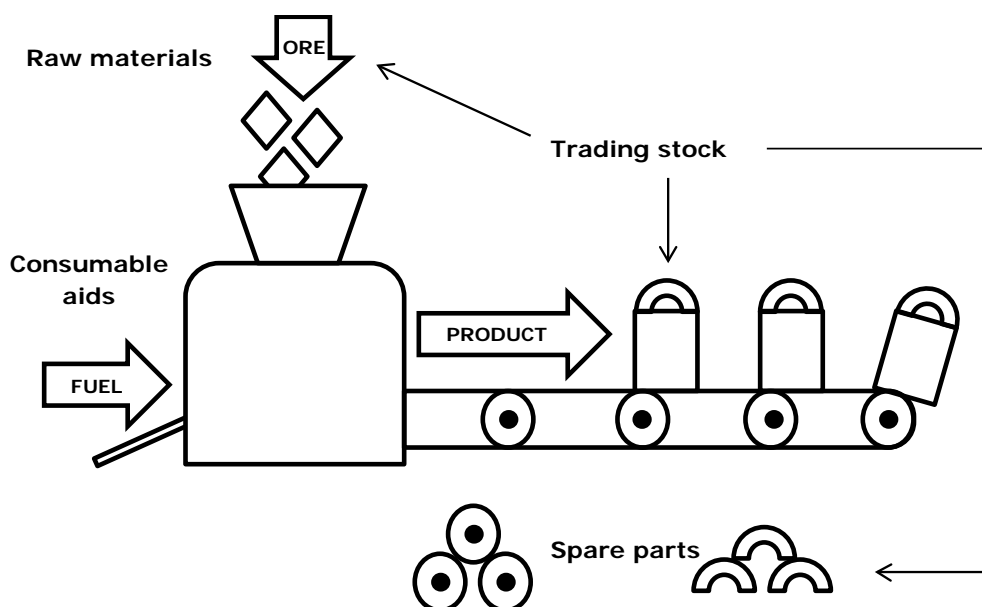 ORE
Raw materials
Trading stock
Consumable
aids
PRODUCT
FUEL
Spare parts